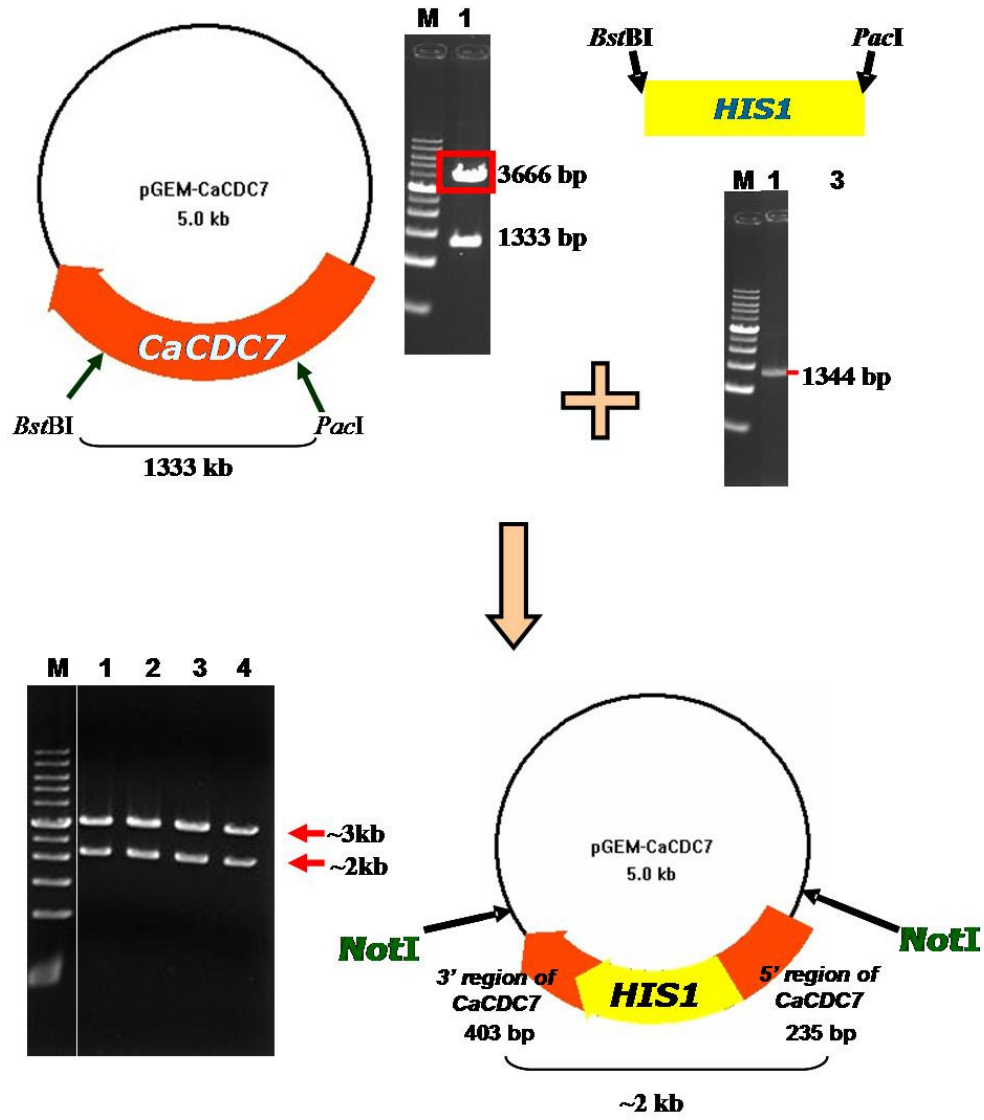 M 1
BstBI
PacI
HIS1
pGEM-CaCDC7
5.0 kb
3666 bp
1333 bp
M 1 3
CaCDC7
1344 bp
BstBI
PacI
1333 kb
M 1 2 3 4
~3kb
~2kb
pGEM-CaCDC7
5.0 kb
NotI
NotI
3' region of
CaCDC7
403 bp
HIS1
5' region of
CaCDC7
235 bp
~2 kb